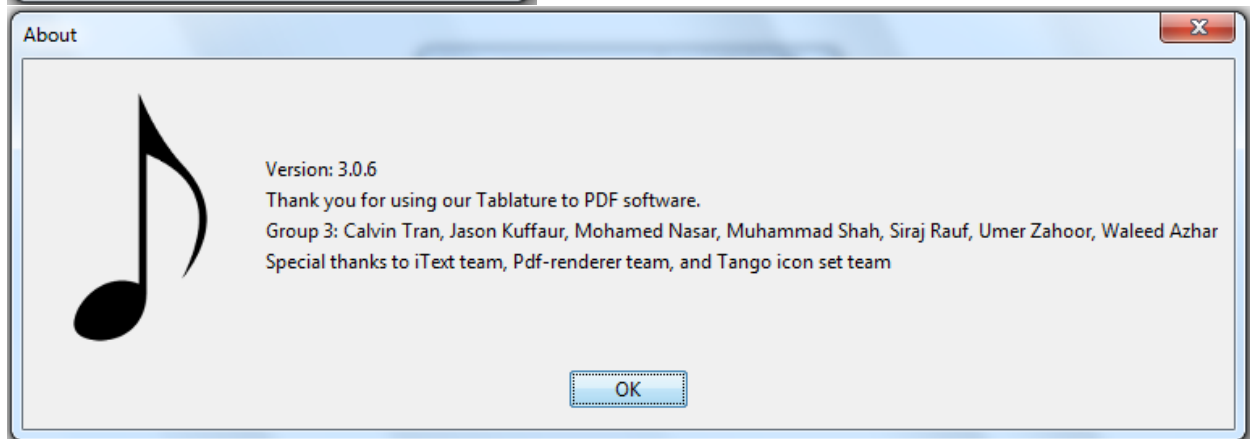 About
Version: 3.0.6
Thank you for using our Tablature to PDF software.
Group 3: Calvin Tran, Jason Kuffaur, Mohamed Nasar, Muhammad Shah, Siraj Rauf, Umer Zahoor, Waleed Azhar
Special thanks to iText team, Pdf-renderer team, and Tango icon set team
OK